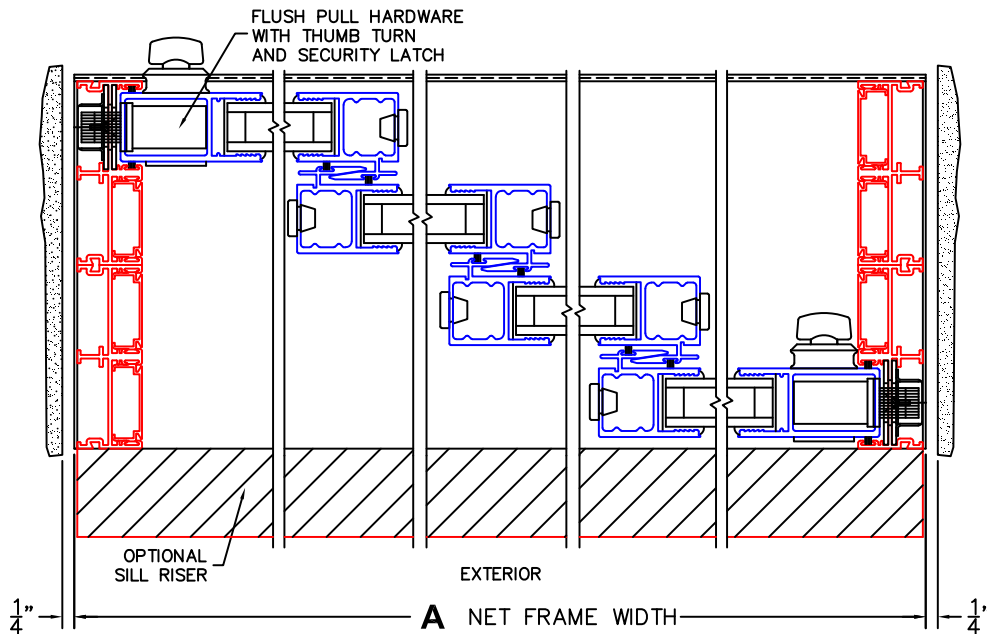 FLUSH PULL HARDWARE
WITH THUMB TURN
AND SECURITY LATCH
OPTIONAL
SILL RISER
EXTERIOR
1/4"
A NET FRAME WIDTH
1/4'